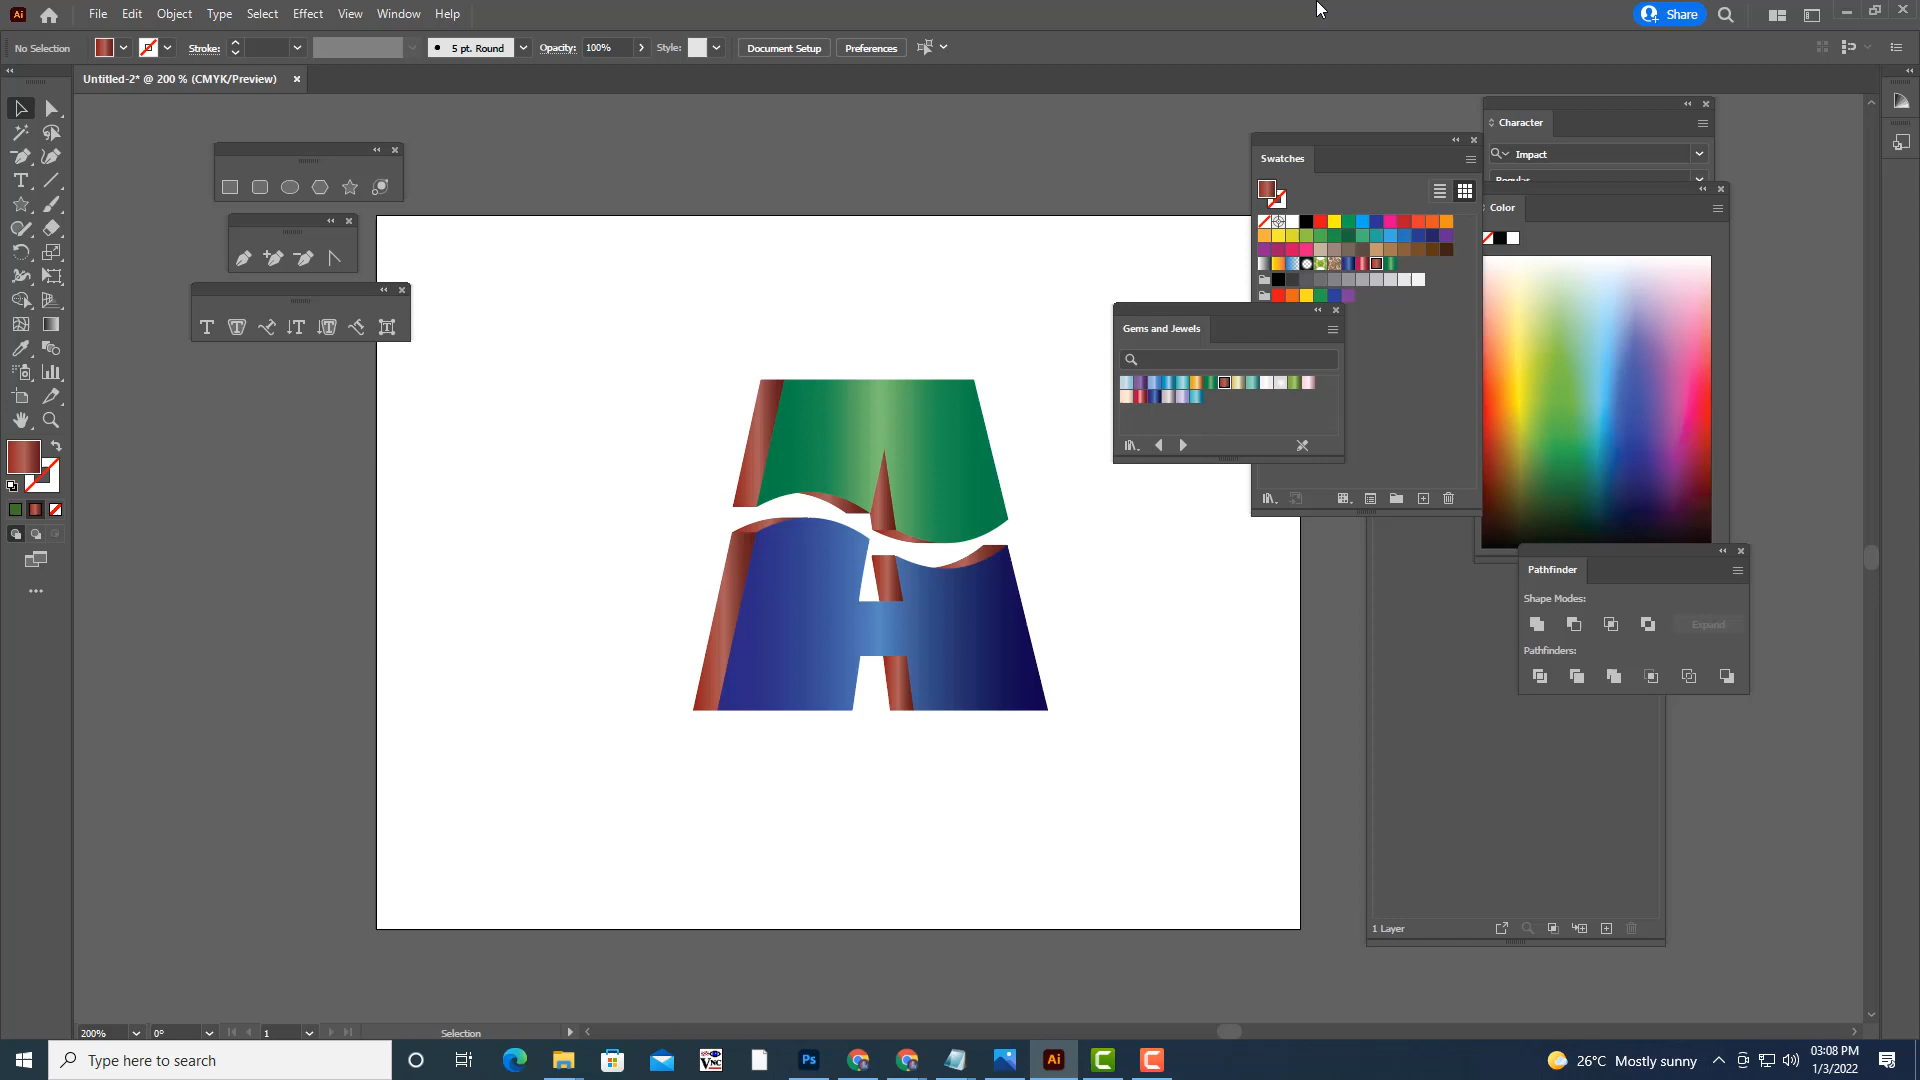 Ai File Edit Object Type Select Effect View Window Help
Share
No Selection Stroke: 5 pt. Round Opacity: 100% Style: Document Setup Preferences
Untitled-2* @ 200 % (CMYK/Preview)
Character
Impact
Swatches
Color
Gems and Jewels
Pathfinder
Shape Modes:
Expand
Pathfinders:
1 Layer
200% 0° 1 Selection
Type here to search
VNC Ps Ai
26°C Mostly sunny
03:08 PM
1/3/2022